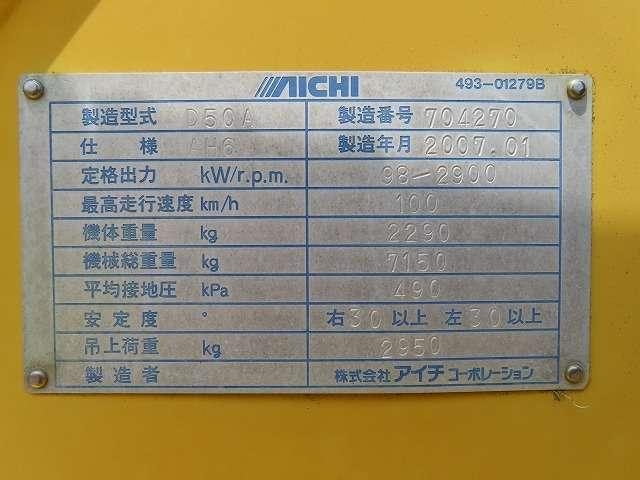 AICHI 493-01279B
製造型式 D50A 製造番号 704270
仕様 AH6 製造年月 2007.01
定格出力 kW/r.p.m. 98-2900
最高走行速度 km/h 100
機体重量 kg 2290
機械総重量 kg 7150
平均接地圧 kPa 490
安定度 ° 右30以上 左30以上
吊上荷重 kg 2950
製造者 株式会社アイチコーポレーション